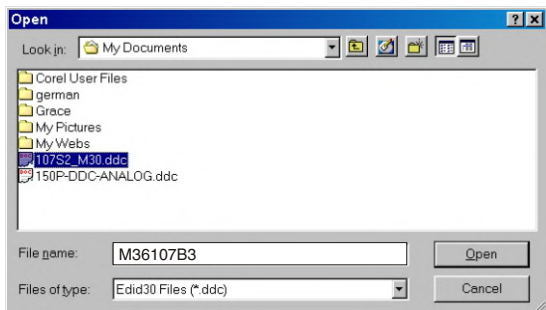 Open
Look in: My Documents
Corel User Files
german
Grace
My Pictures
My Webs
107S2_M30.ddc
150P-DDC-ANALOG.ddc
File name: M36107B3 Open
Files of type: Edid30 Files (*.ddc) Cancel